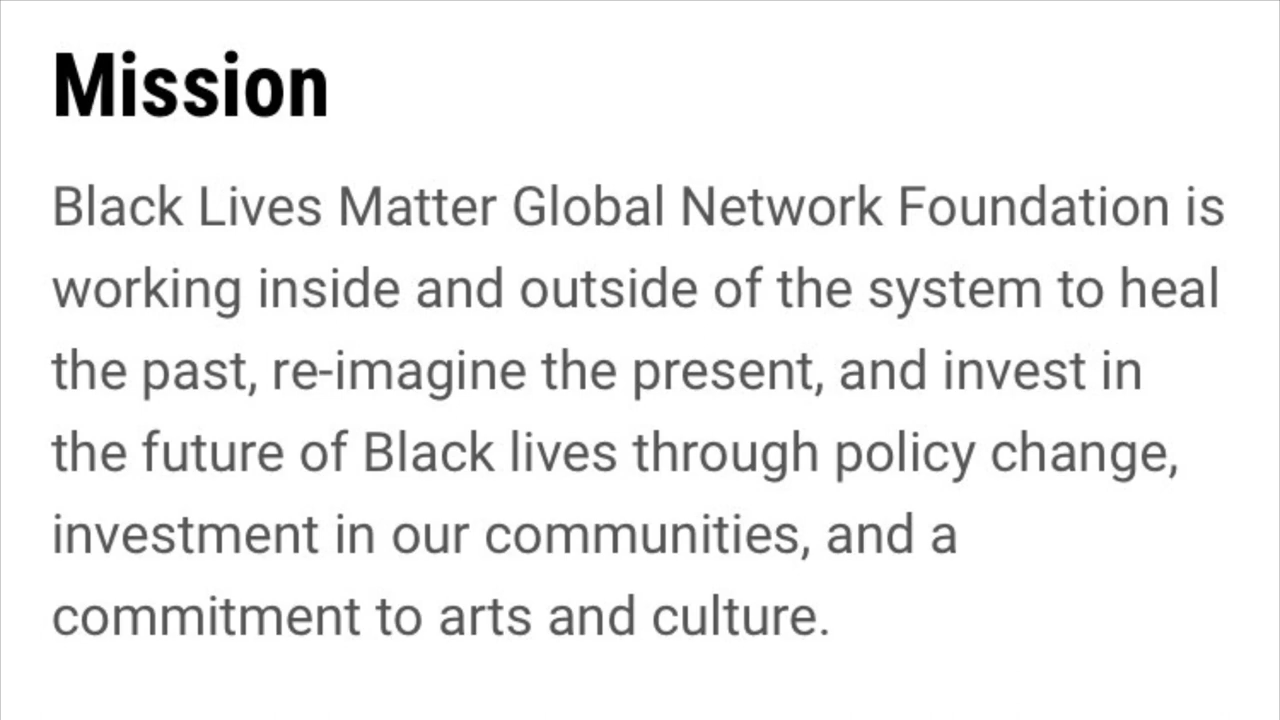 Mission
Black Lives Matter Global Network Foundation is
working inside and outside of the system to heal
the past, re-imagine the present, and invest in
the future of Black lives through policy change,
investment in our communities, and a
commitment to arts and culture.